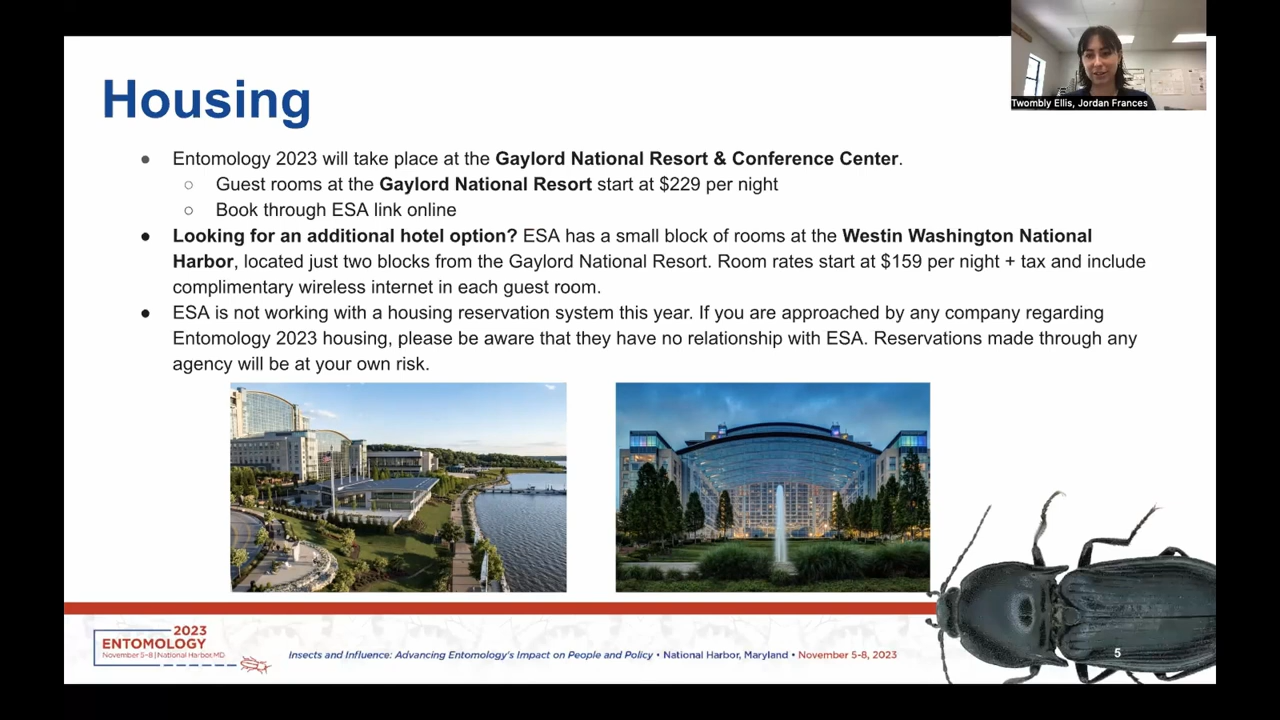 Twombly Ellis, Jordan Frances
Housing
● Entomology 2023 will take place at the Gaylord National Resort & Conference Center.
○ Guest rooms at the Gaylord National Resort start at $229 per night
○ Book through ESA link online
● Looking for an additional hotel option? ESA has a small block of rooms at the Westin Washington National
Harbor, located just two blocks from the Gaylord National Resort. Room rates start at $159 per night + tax and include
complimentary wireless internet in each guest room.
● ESA is not working with a housing reservation system this year. If you are approached by any company regarding
Entomology 2023 housing, please be aware that they have no relationship with ESA. Reservations made through any
agency will be at your own risk.
2023
ENTOMOLOGY
November 5-8 | National Harbor, MD
Insects and Influence: Advancing Entomology's Impact on People and Policy • National Harbor, Maryland • November 5-8, 2023
5